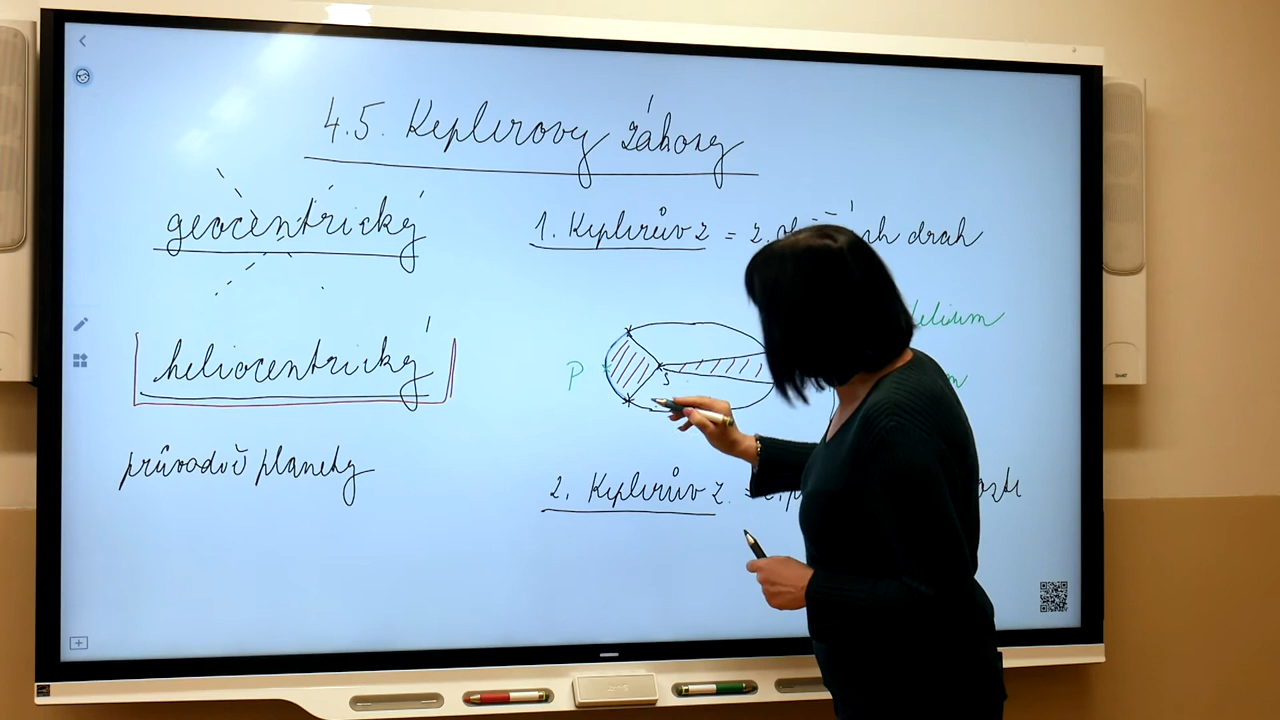 4.5. Keplerovy zákony
geocentrický
heliocentrický
průvodič planety
1. Keplerův z = z. drah
P
S
2. Keplerův z. =